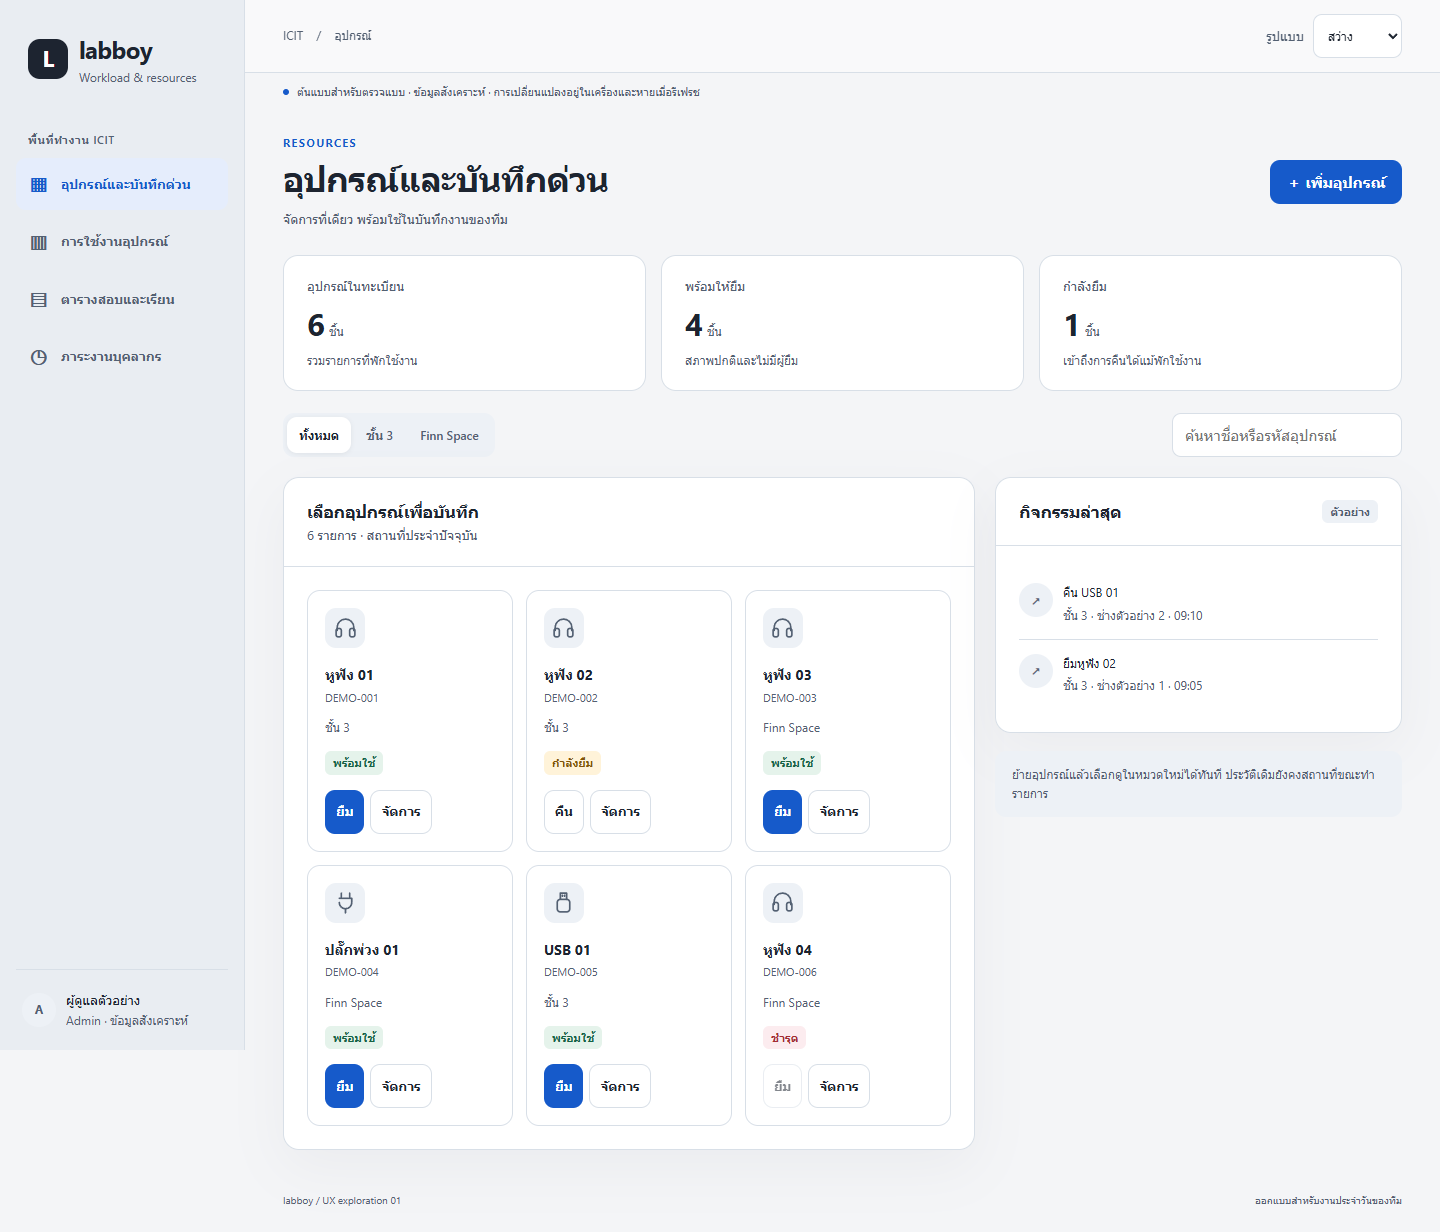 L
labboy
Workload & resources
พื้นที่ทำงาน ICIT
อุปกรณ์และบันทึกด่วน
การใช้งานอุปกรณ์
ตารางสอบและเรียน
ภาระงานบุคลากร
A
ผู้ดูแลตัวอย่าง
Admin · ข้อมูลสังเคราะห์
ICIT / อุปกรณ์
รูปแบบ สว่าง
ต้นแบบสำหรับตรวจแบบ · ข้อมูลสังเคราะห์ · การเปลี่ยนแปลงอยู่ในเครื่องและหายเมื่อรีเฟรช
RESOURCES
อุปกรณ์และบันทึกด่วน
จัดการที่เดียว พร้อมใช้ในบันทึกงานของทีม
+ เพิ่มอุปกรณ์
อุปกรณ์ในทะเบียน
6 ชิ้น
รวมรายการที่พักใช้งาน
พร้อมให้ยืม
4 ชิ้น
สภาพปกติและไม่มีผู้ยืม
กำลังยืม
1 ชิ้น
เข้าถึงการคืนได้แม้พักใช้งาน
ทั้งหมด ชั้น 3 Finn Space
ค้นหาชื่อหรือรหัสอุปกรณ์
เลือกอุปกรณ์เพื่อบันทึก
6 รายการ · สถานที่ประจำปัจจุบัน
หูฟัง 01
DEMO-001
ชั้น 3
พร้อมใช้
ยืม จัดการ
หูฟัง 02
DEMO-002
ชั้น 3
กำลังยืม
คืน จัดการ
หูฟัง 03
DEMO-003
Finn Space
พร้อมใช้
ยืม จัดการ
ปลั๊กพ่วง 01
DEMO-004
Finn Space
พร้อมใช้
ยืม จัดการ
USB 01
DEMO-005
ชั้น 3
พร้อมใช้
ยืม จัดการ
หูฟัง 04
DEMO-006
Finn Space
ชำรุด
ยืม จัดการ
กิจกรรมล่าสุด
ตัวอย่าง
คืน USB 01
ชั้น 3 · ช่างตัวอย่าง 2 · 09:10
ยืมหูฟัง 02
ชั้น 3 · ช่างตัวอย่าง 1 · 09:05
ย้ายอุปกรณ์แล้วเลือกดูในหมวดใหม่ได้ทันที ประวัติเดิมยังคงสถานที่ขณะทำ
รายการ
labboy / UX exploration 01
ออกแบบสำหรับงานประจำวันของทีม